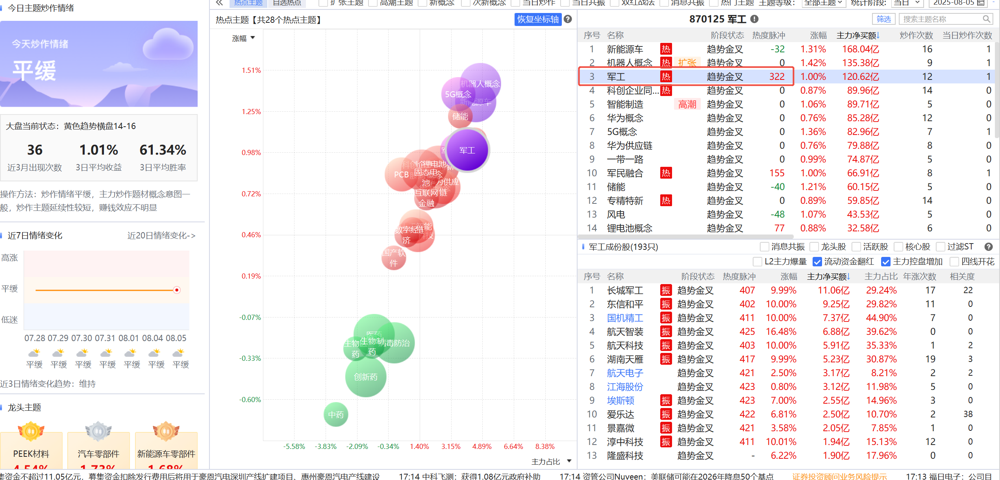 今日主题炒作情绪
今天炒作情绪
平缓
大盘当前状态：黄色趋势横盘14-16
36 1.01% 61.34%
近3月出现次数 3日平均收益 3日平均胜率
操作方法：炒作情绪平缓，主力炒作题材概念意图一
般，炒作主题延续性较短，赚钱效应不明显
近7日情绪变化 近20日情绪变化->
高涨
平缓
低迷
07.28 07.29 07.30 07.31 08.01 08.04 08.05
平缓 平缓 平缓 平缓 平缓 平缓 平缓
近3日情绪变化趋势：维持
龙头主题
PEEK材料 汽车零部件 新能源车零部件
4.54% 1.73% 1.68%
热点主题 自选热点 扩张主题 高潮主题 新概念 次新概念 当日炒作 当日共振 双红战法 消息共振 热门主题 主题等级： 全部主题 统计阶段: 当日 2025-08-05
热点主题【共28个热点主题】 恢复坐标轴
涨幅
1.51%
1.25%
0.98%
0.72%
0.46%
0.19%
-0.07%
-0.33%
-0.60%
机器人概念
5G概念
新能源车
储能
军工
锂电池
PCB
固态电
池
为供应
链
互联网
金融
智能
数字经
济
国产软
件
医药
生物医
药
生物制
药
病毒防治
创新药
中药
-5.58% -3.83% -2.09% -0.34% 1.40% 3.15% 4.89% 6.64% 8.38%
主力占比
870125 军工 筛选 搜索主题名称
序号 名称 阶段状态 热度脉冲 涨幅 主力净买额↓ 炒作次数 当日炒作次数
1 新能源车 热 趋势金叉 -32 1.31% 168.04亿 16 1
2 机器人概念 热 扩张 趋势金叉 0 1.42% 135.38亿 9 1
3 军工 热 趋势金叉 322 1.00% 120.62亿 12 1
4 科创企业同... 热 趋势金叉 0 0.87% 89.96亿 14 0
5 智能制造 高潮 趋势金叉 0 1.06% 89.71亿 5 0
6 华为概念 趋势金叉 0 0.76% 85.28亿 12 0
7 5G概念 趋势金叉 0 1.36% 82.96亿 7 1
8 华为供应链 趋势金叉 0 0.76% 79.88亿 8 0
9 一带一路 趋势金叉 0 0.99% 74.87亿 5 0
10 军民融合 热 趋势金叉 155 1.00% 66.91亿 8 1
11 储能 趋势金叉 -40 1.21% 60.15亿 5 0
12 专精特新 热 趋势金叉 0 0.89% 59.85亿 14 0
13 风电 趋势金叉 -48 1.07% 43.53亿 5 0
14 锂电池概念 趋势金叉 77 0.88% 32.58亿 6 0
军工成份股(193只) 消息共振 龙头股 活跃股 核心股 过滤ST
L2主力爆量 流动资金翻红 主力控盘增加 四线开花
序号 名称 阶段状态 热度脉冲 涨幅 主力净买额↓ 主力占比 年涨次数 相关度
1 长城军工 振 趋势金叉 407 9.99% 11.06亿 29.24% 17 22
2 东信和平 振 趋势金叉 402 10.00% 9.25亿 29.82% 11 0
3 国机精工 振 趋势金叉 411 10.00% 7.37亿 44.90% 7 0
4 航天智装 振 趋势金叉 425 16.48% 6.88亿 39.62% 0 0
5 航天科技 振 趋势金叉 403 10.00% 5.91亿 35.33% 1 2
6 湖南天雁 振 趋势金叉 417 9.99% 5.23亿 30.87% 19 3
7 航天电子 趋势金叉 421 2.50% 3.17亿 8.21% 2 2
8 江海股份 趋势金叉 423 0.80% 3.12亿 11.98% 5 0
9 埃斯顿 振 趋势金叉 423 7.00% 2.55亿 14.96% 3 0
10 爱乐达 振 趋势金叉 422 6.81% 2.50亿 10.70% 2 38
11 景嘉微 振 趋势金叉 421 3.58% 2.05亿 7.85% 1 0
12 淳中科技 振 趋势金叉 411 10.01% 1.94亿 15.13% 12 0
13 隆盛科技 趋势金叉 - 6.22% 1.90亿 17.96% 0 0
集资金不超过11.05亿元，募集资金扣除发行费用后将用于豪恩汽电深圳产线扩建项目、惠州豪恩汽电产线建设 17:14 中科飞测：获得1.08亿元政府补助 17:14 资管公司Nuveen：美联储可能在2026年降息50个基点 证券投资顾问业务风险提示 17:13 福日电子：公司目